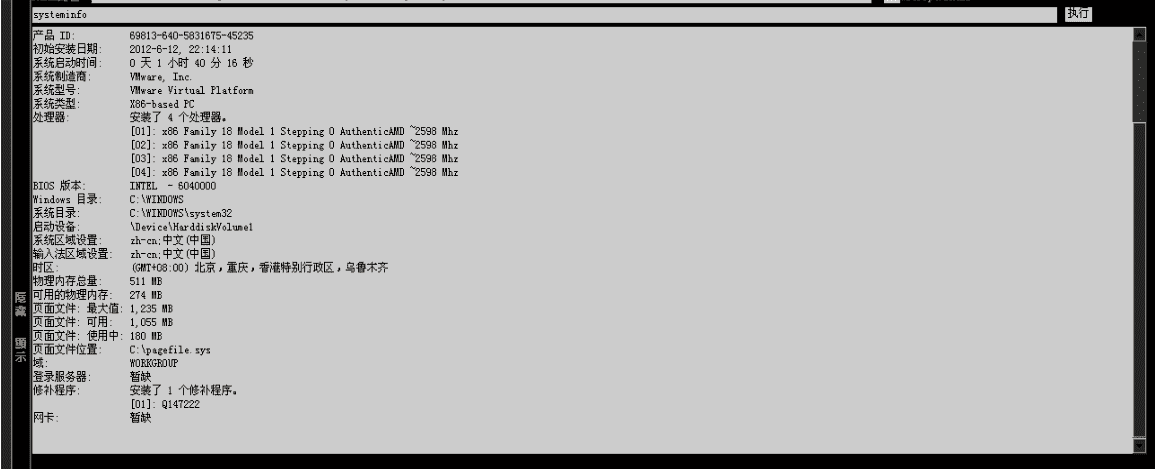 systeminfo
执行
产品 ID: 69813-640-5831675-45235
初始安装日期: 2012-6-12, 22:14:11
系统启动时间: 0 天 1 小时 40 分 16 秒
系统制造商: VMware, Inc.
系统型号: VMware Virtual Platform
系统类型: X86-based PC
处理器: 安装了 4 个处理器。
[01]: x86 Family 18 Model 1 Stepping 0 AuthenticAMD ~2598 Mhz
[02]: x86 Family 18 Model 1 Stepping 0 AuthenticAMD ~2598 Mhz
[03]: x86 Family 18 Model 1 Stepping 0 AuthenticAMD ~2598 Mhz
[04]: x86 Family 18 Model 1 Stepping 0 AuthenticAMD ~2598 Mhz
BIOS 版本: INTEL - 6040000
Windows 目录: C:\WINDOWS
系统目录: C:\WINDOWS\system32
启动设备: \Device\HarddiskVolume1
系统区域设置: zh-cn;中文(中国)
输入法区域设置: zh-cn;中文(中国)
时区: (GMT+08:00) 北京，重庆，香港特别行政区，乌鲁木齐
物理内存总量: 511 MB
可用的物理内存: 274 MB
页面文件: 最大值: 1,235 MB
页面文件: 可用: 1,055 MB
页面文件: 使用中: 180 MB
页面文件位置: C:\pagefile.sys
域: WORKGROUP
登录服务器: 暂缺
修补程序: 安装了 1 个修补程序。
[01]: Q147222
网卡: 暂缺
隐藏
显示